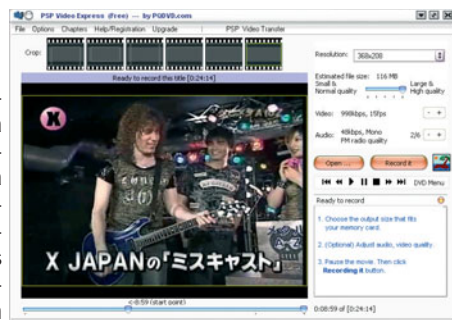 PSP Video Express (Free) — by PQDVD.com
File Options Chapters Help/Registration Upgrade PSP Video Transfer
Crop:
Ready to record this title [0:24:14]
X
X JAPANの「ミスキャスト」
<-8:59 (start point)
Resolution: 368x208
Estimated file size: 116 MB
Small & Normal quality
Large & High quality
Video: 998kbps, 15fps
- +
Audio: 48kbps, Mono
FM radio quality
2/6 - +
Open ...
Record it
DVD Menu
Ready to record
1. Choose the output size that fits
your memory card.
2. (Optional) Adjust audio, video quality.
3. Pause the movie. Then click
Recording it button.
0:08:59 of [0:24:14]